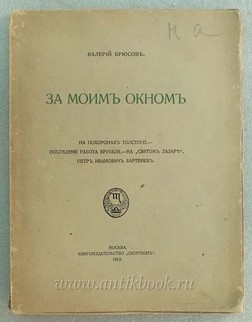 Н. а
ВАЛЕРІЙ БРЮСОВЪ.
ЗА МОИМЪ ОКНОМЪ
НА ПОХОРОНАХЪ ТОЛСТОГО.—
ПОСЛѢДНЯЯ РАБОТА ВРУБЕЛЯ.—НА „СВЯТОМЪ ЛАЗАРѢ“.
ПЕТРЪ ИВАНОВИЧЪ БАРТЕНЕВЪ.
МОСКВА.
КНИГОИЗДАТЕЛЬСТВО „СКОРПІОНЪ“.
1913.
www.antikbook.ru